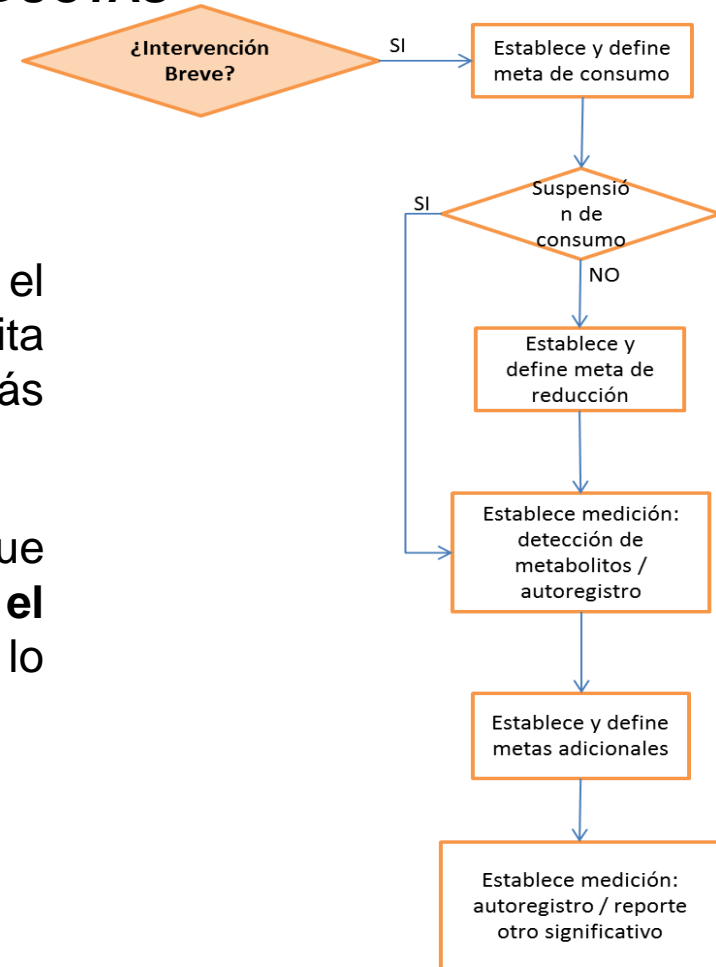 ¿Intervención
Breve?
SI
Establece y define
meta de consumo
Suspensió
n de
consumo
SI
NO
el
ita
ás
Establece y
define meta de
reducción
Establece medición:
detección de
metabolitos /
autoregistro
ue
el
lo
Establece y define
metas adicionales
Establece medición:
autoregistro / reporte
otro significativo